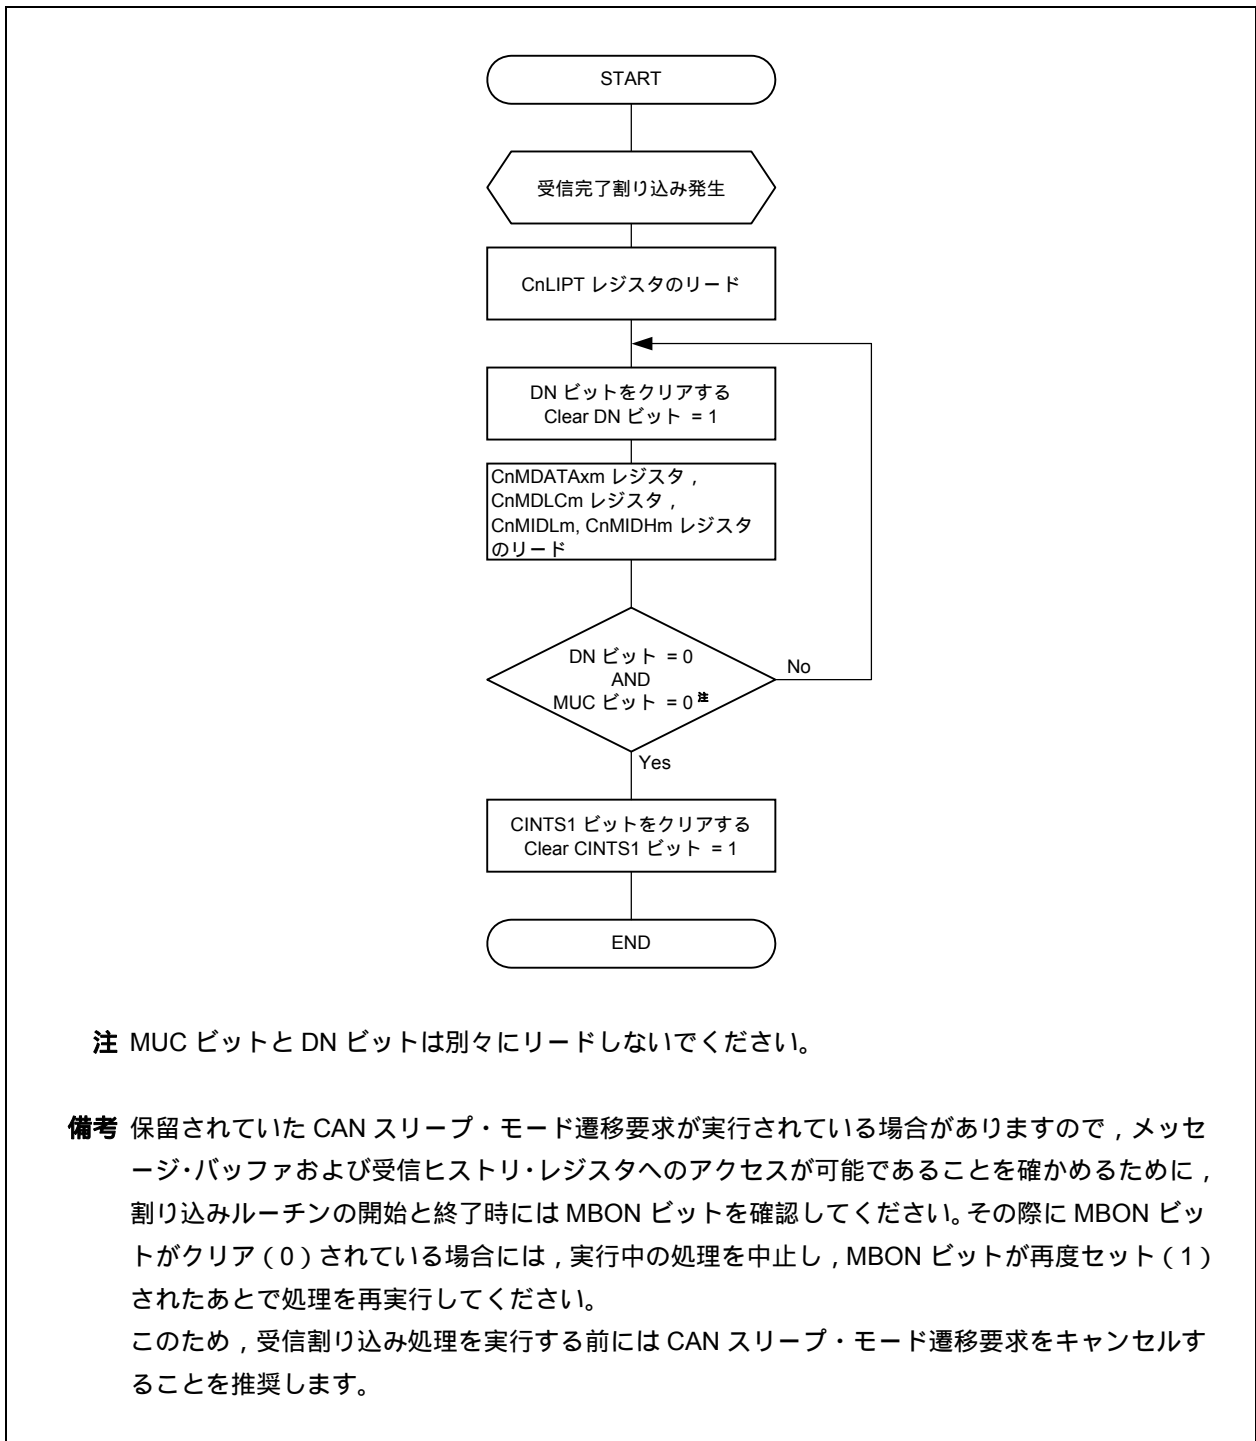 START
受信完了割り込み発生
CnLIPT レジスタのリード
DN ビットをクリアする
Clear DN ビット = 1
CnMDATAxm レジスタ，
CnMDLCm レジスタ，
CnMIDLm, CnMIDHm レジスタ
のリード
DN ビット = 0
AND
MUC ビット = 0 注
No
Yes
CINTS1 ビットをクリアする
Clear CINTS1 ビット = 1
END
注 MUC ビットと DN ビットは別々にリードしないでください。
備考 保留されていた CAN スリープ・モード遷移要求が実行されている場合がありますので，メッセ
ージ・バッファおよび受信ヒストリ・レジスタへのアクセスが可能であることを確かめるために，
割り込みルーチンの開始と終了時には MBON ビットを確認してください。その際に MBON ビッ
トがクリア（0）されている場合には，実行中の処理を中止し，MBON ビットが再度セット（1）
されたあとで処理を再実行してください。
このため，受信割り込み処理を実行する前には CAN スリープ・モード遷移要求をキャンセルす
ることを推奨します。